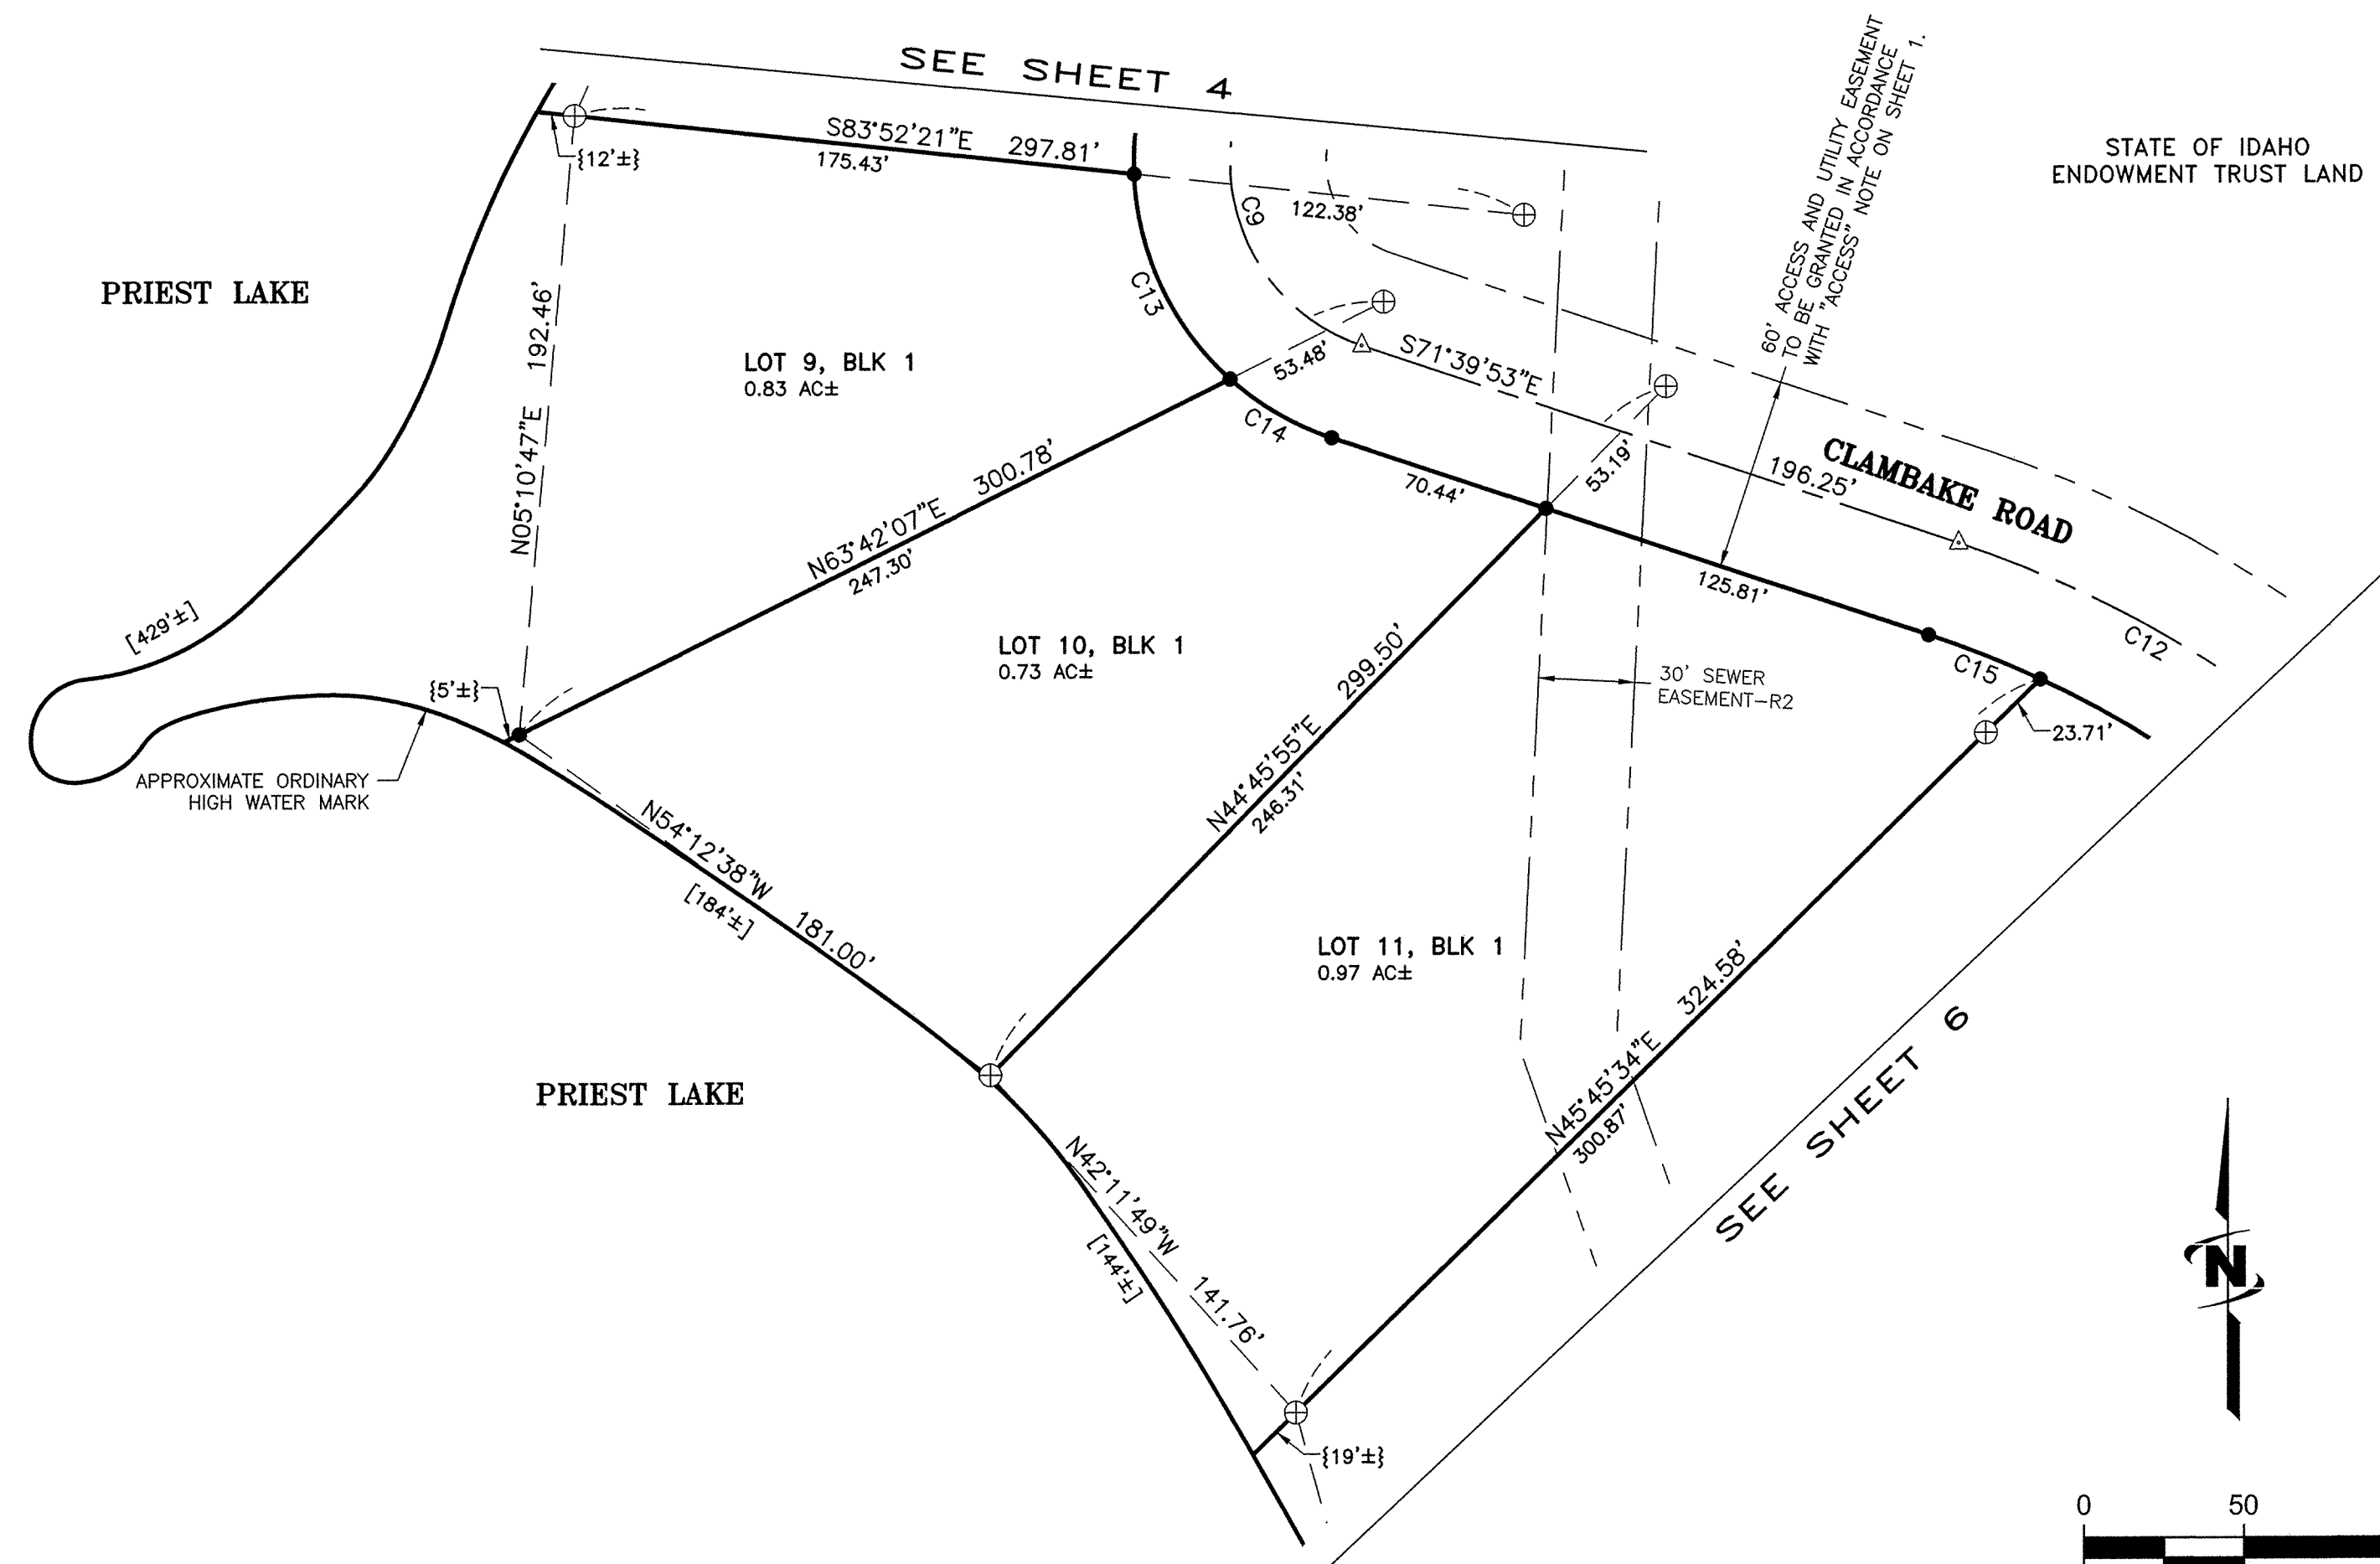 SEE SHEET 4
60' ACCESS AND UTILITY EASEMENT
TO BE GRANTED IN ACCORDANCE
WITH "ACCESS" NOTE ON SHEET 1.
STATE OF IDAHO
ENDOWMENT TRUST LAND
S83°52'21"E 297.81'
175.43'
{12'±}
122.38'
C9
C13
PRIEST LAKE
N05°10'47"E 192.46'
LOT 9, BLK 1
0.83 AC±
53.48'
S71°39'53"E
196.25'
CLAMBAKE ROAD
C14
70.44'
53.19'
125.81'
C12
C15
23.71'
N63°42'07"E 300.78'
247.30'
[429'±]
{5'±}
LOT 10, BLK 1
0.73 AC±
30' SEWER
EASEMENT-R2
APPROXIMATE ORDINARY
HIGH WATER MARK
N44°45'55"E 299.50'
246.31'
N54°12'38"W 181.00'
[184'±]
LOT 11, BLK 1
0.97 AC±
N45°45'34"E 324.58'
300.87'
SEE SHEET 6
PRIEST LAKE
N42°11'49"W 141.76'
[144'±]
{19'±}
N
0 50